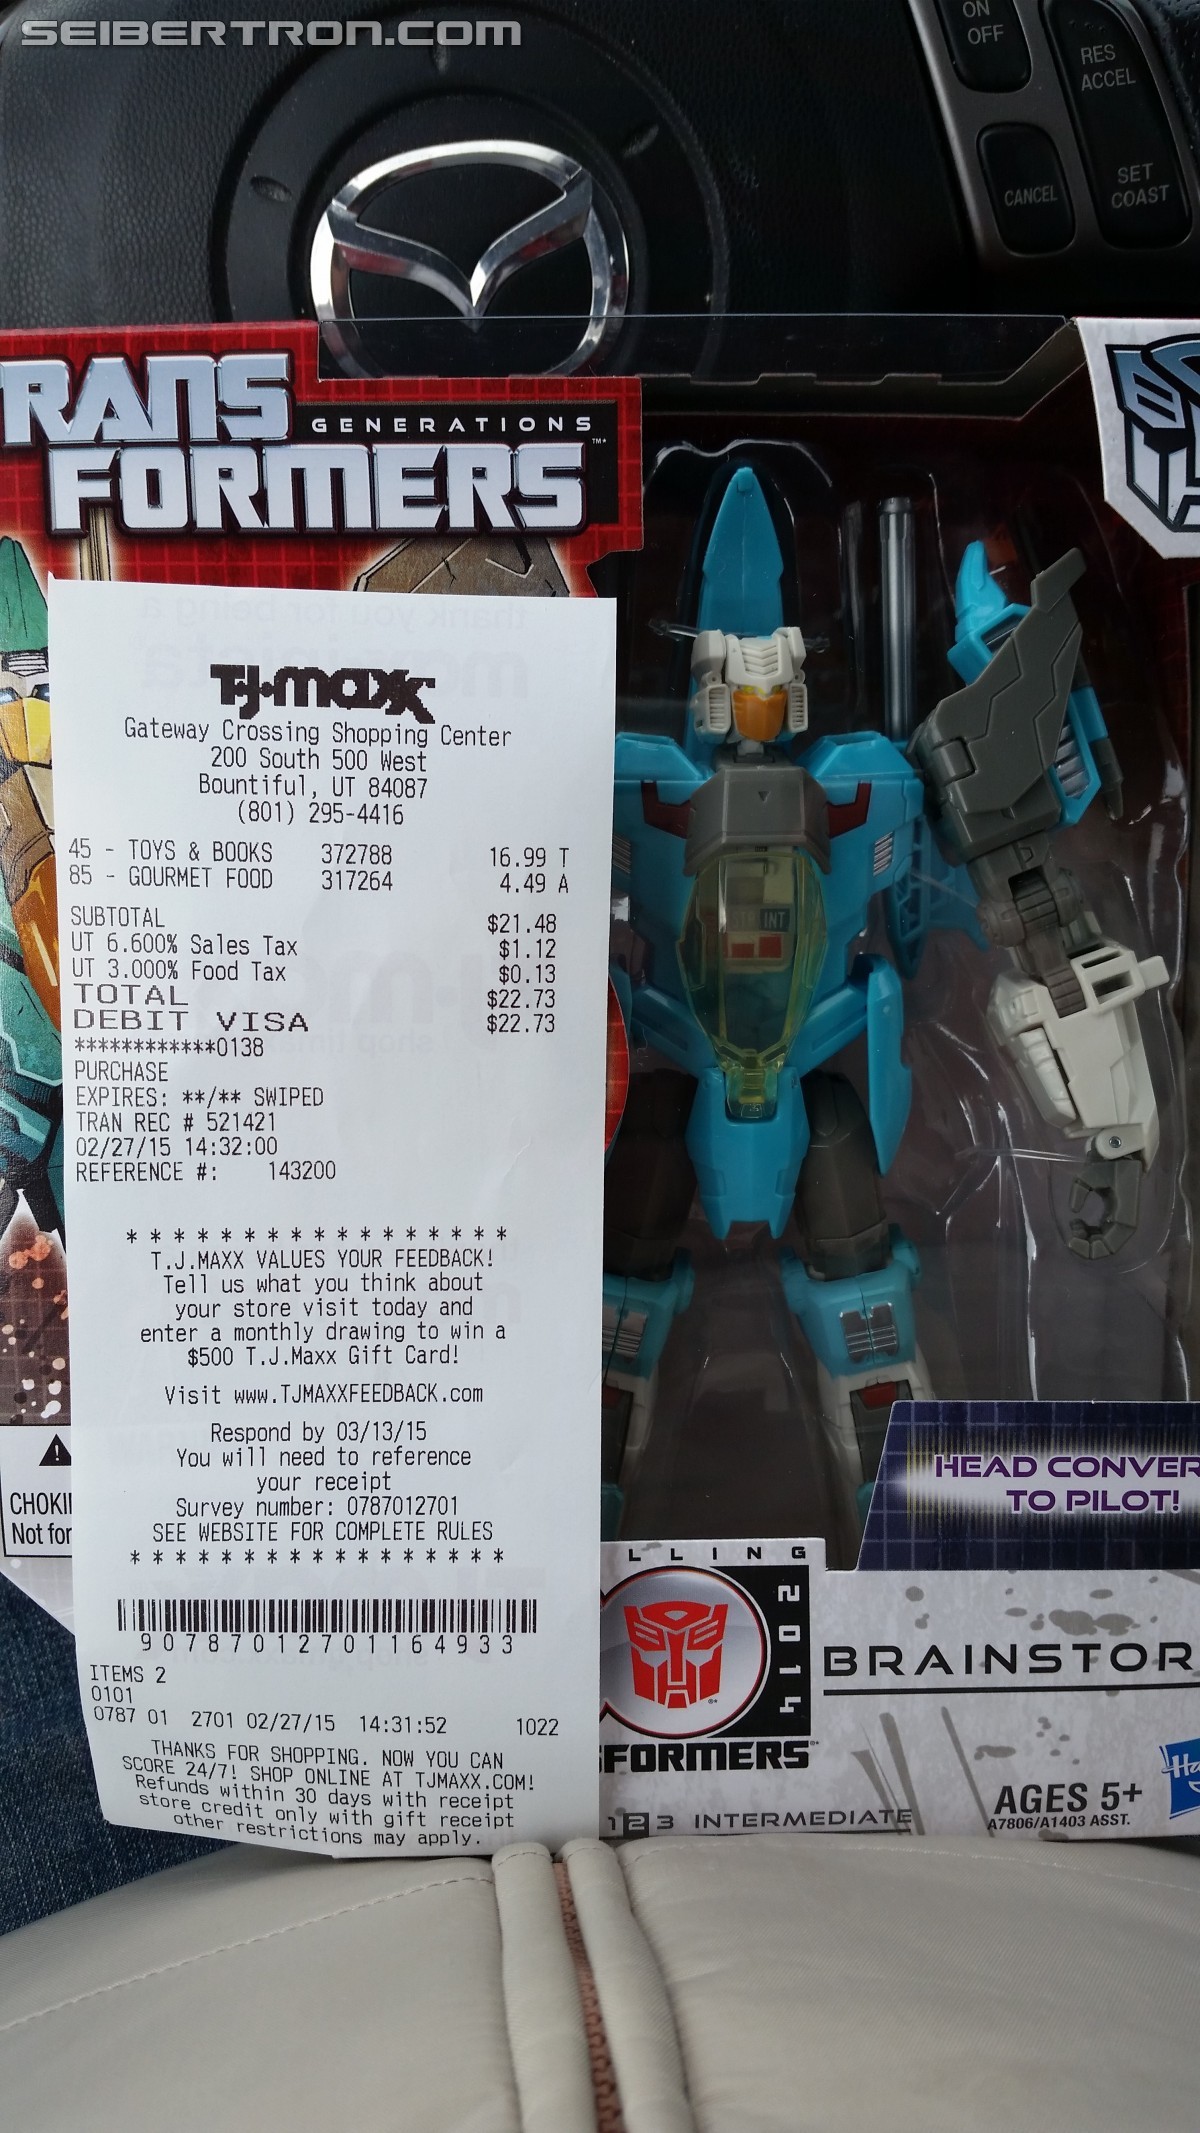 SEIBERTRON.com
ON
OFF
RES
ACCEL
CANCEL
SET
COAST
TRANS
FORMERS
GENERATIONS
TM*
T·J·maxx
Gateway Crossing Shopping Center
200 South 500 West
Bountiful, UT 84087
(801) 295-4416
45 - TOYS & BOOKS 372788 16.99 T
85 - GOURMET FOOD 317264 4.49 A
SUBTOTAL $21.48
UT 6.600% Sales Tax $1.12
UT 3.000% Food Tax $0.13
TOTAL $22.73
DEBIT VISA $22.73
************0138
PURCHASE
EXPIRES: **/** SWIPED
TRAN REC # 521421
02/27/15 14:32:00
REFERENCE #: 143200
* * * * * * * * * * * * * * * * *
T.J.MAXX VALUES YOUR FEEDBACK!
Tell us what you think about
your store visit today and
enter a monthly drawing to win a
$500 T.J.Maxx Gift Card!
Visit www.TJMAXXFEEDBACK.com
Respond by 03/13/15
You will need to reference
your receipt
Survey number: 0787012701
SEE WEBSITE FOR COMPLETE RULES
* * * * * * * * * * * * * * * * *
90787012701164933
ITEMS 2
0101
0787 01 2701 02/27/15 14:31:52 1022
THANKS FOR SHOPPING. NOW YOU CAN
SCORE 24/7! SHOP ONLINE AT TJMAXX.COM!
Refunds within 30 days with receipt
store credit only with gift receipt
other restrictions may apply.
INT
HEAD CONVER
TO PILOT!
CHOKI
Not for
LLING
2014
FORMERS
BRAINSTOR
AGES 5+
A7806/A1403 ASST.
1 2 3 INTERMEDIATE
Ha